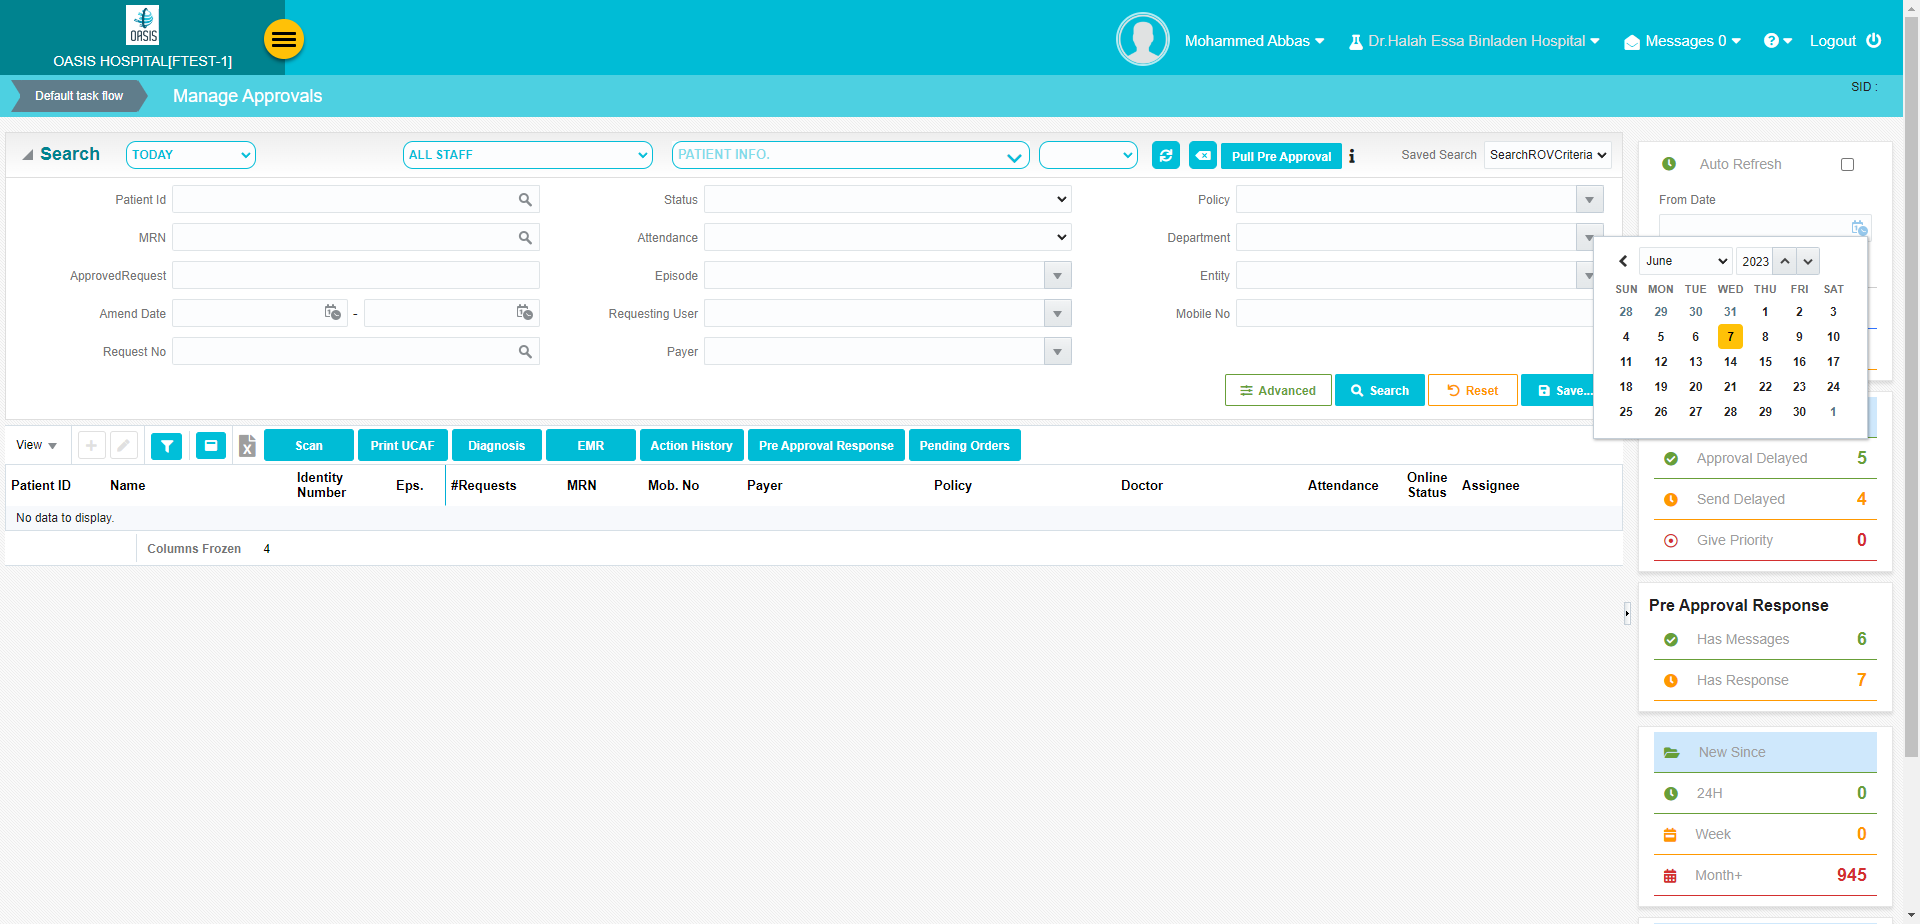 OASIS
OASIS HOSPITAL[FTEST-1]
Mohammed Abbas
Dr.Halah Essa Binladen Hospital
Messages 0
Logout
Default task flow
Manage Approvals
SID :
Search
TODAY
ALL STAFF
PATIENT INFO.
Pull Pre Approval
Saved Search
SearchROVCriteria
Patient Id
Status
Policy
MRN
Attendance
Department
ApprovedRequest
Episode
Entity
Amend Date
-
Requesting User
Mobile No
Request No
Payer
Advanced
Search
Reset
Save...
Auto Refresh
From Date
June
2023
SUN MON TUE WED THU FRI SAT
28 29 30 31 1 2 3
4 5 6 7 8 9 10
11 12 13 14 15 16 17
18 19 20 21 22 23 24
25 26 27 28 29 30 1
View
Scan
Print UCAF
Diagnosis
EMR
Action History
Pre Approval Response
Pending Orders
Patient ID
Name
Identity
Number
Eps.
#Requests
MRN
Mob. No
Payer
Policy
Doctor
Attendance
Online
Status
Assignee
No data to display.
Columns Frozen 4
Approval Delayed 5
Send Delayed 4
Give Priority 0
Pre Approval Response
Has Messages 6
Has Response 7
New Since
24H 0
Week 0
Month+ 945